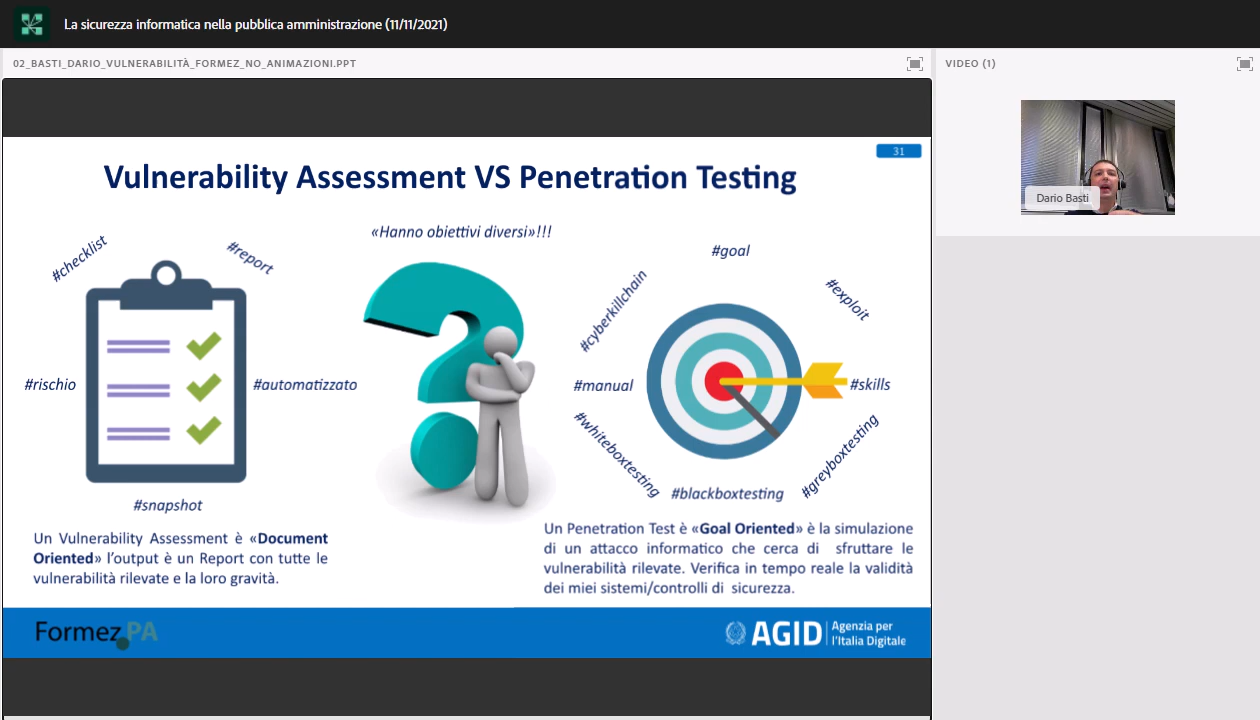 La sicurezza informatica nella pubblica amministrazione (11/11/2021)
02_BASTI_DARIO_VULNERABILITÀ_FORMEZ_NO_ANIMAZIONI.PPT
VIDEO (1)
31
Vulnerability Assessment VS Penetration Testing
«Hanno obiettivi diversi»!!!
#checklist
#report
#rischio
#automatizzato
#snapshot
Un Vulnerability Assessment è «Document
Oriented» l’output è un Report con tutte le
vulnerabilità rilevate e la loro gravità.
#goal
#cyberkillchain
#exploit
#manual
#skills
#whiteboxtesting
#blackboxtesting
#greyboxtesting
Un Penetration Test è «Goal Oriented» è la simulazione
di un attacco informatico che cerca di sfruttare le
vulnerabilità rilevate. Verifica in tempo reale la validità
dei miei sistemi/controlli di sicurezza.
Formez PA
AGID
Agenzia per
l’Italia Digitale
Dario Basti